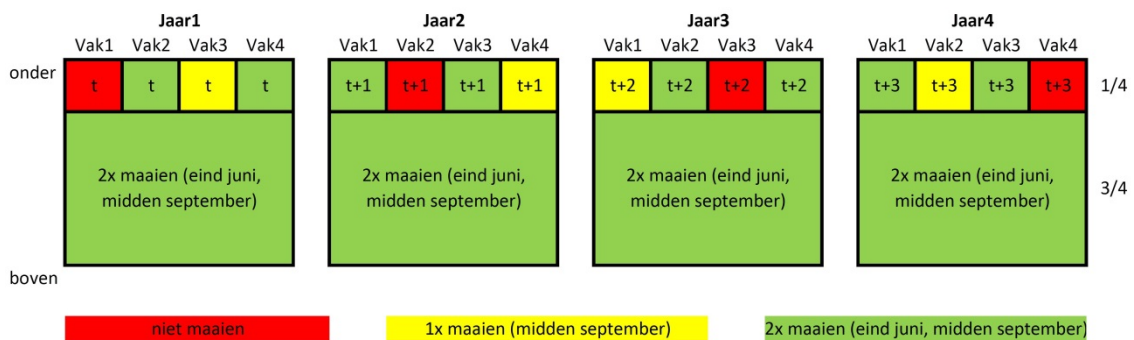 Jaar1 Jaar2 Jaar3 Jaar4
Vak1 Vak2 Vak3 Vak4 Vak1 Vak2 Vak3 Vak4 Vak1 Vak2 Vak3 Vak4 Vak1 Vak2 Vak3 Vak4
onder t t t t t+1 t+1 t+1 t+1 t+2 t+2 t+2 t+2 t+3 t+3 t+3 t+3 1/4
2x maaien (eind juni, 2x maaien (eind juni, 2x maaien (eind juni, 2x maaien (eind juni,
midden september) midden september) midden september) midden september) 3/4
boven
niet maaien 1x maaien (midden september) 2x maaien (eind juni, midden september)